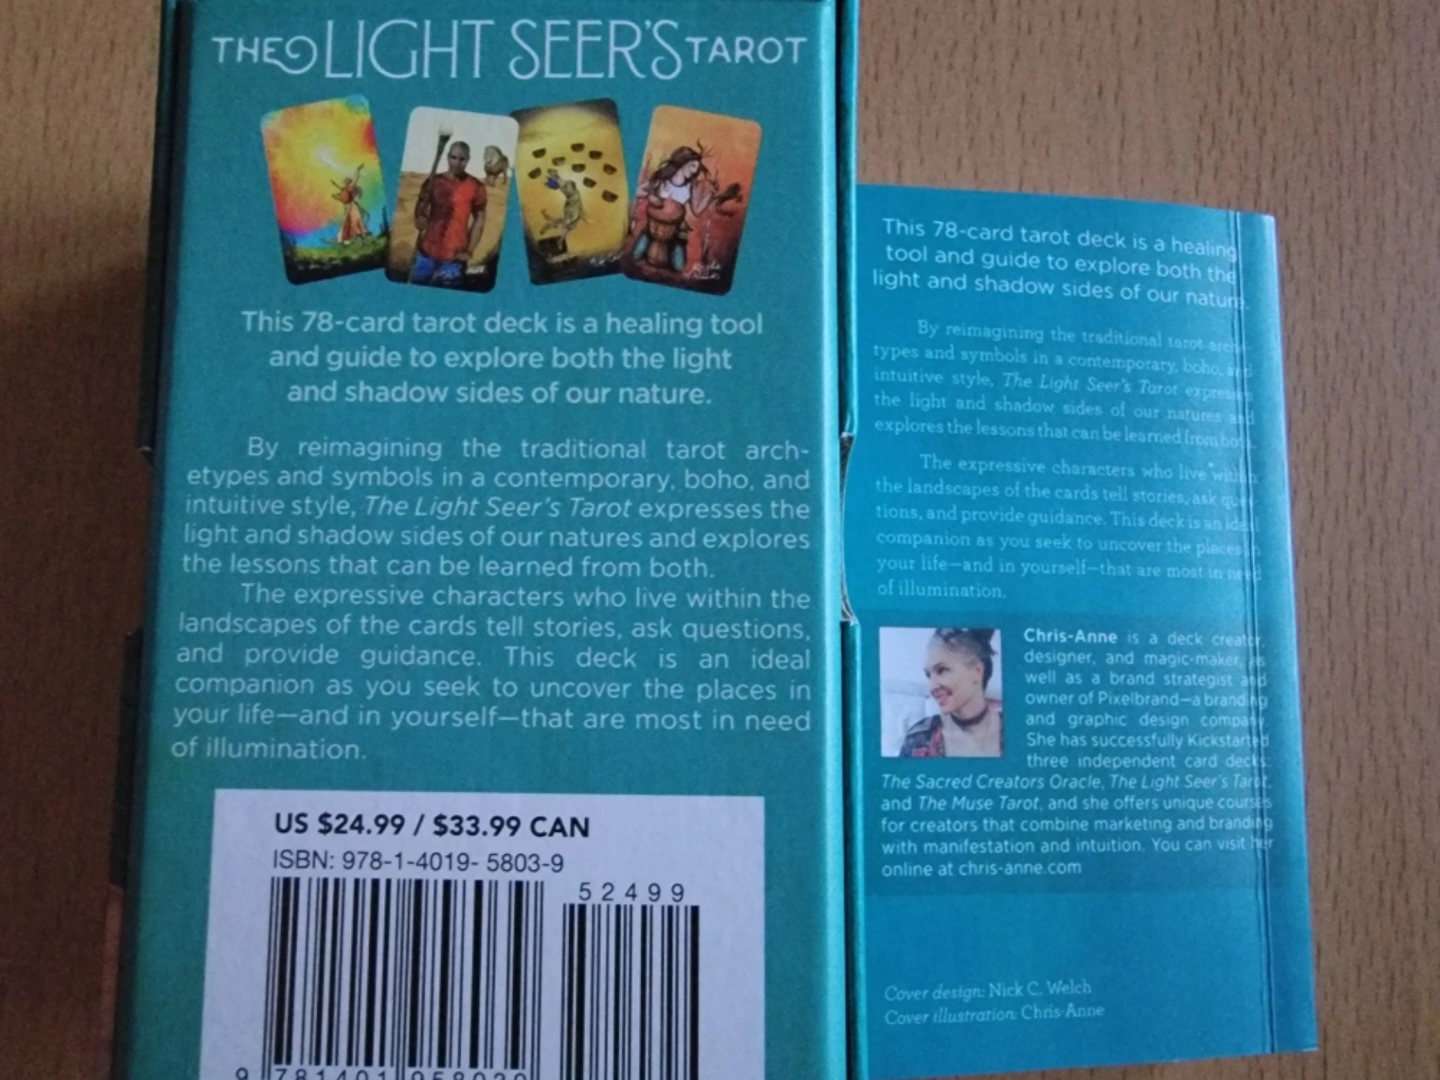 THE LIGHT SEER'S TAROT
This 78-card tarot deck is a healing tool
and guide to explore both the light
and shadow sides of our nature.
By reimagining the traditional tarot arch-
etypes and symbols in a contemporary, boho, and
intuitive style, The Light Seer's Tarot expresses the
light and shadow sides of our natures and explores
the lessons that can be learned from both.
The expressive characters who live within the
landscapes of the cards tell stories, ask questions,
and provide guidance. This deck is an ideal
companion as you seek to uncover the places in
your life—and in yourself—that are most in need
of illumination.
US $24.99 / $33.99 CAN
ISBN: 978-1-4019- 5803-9
52499
9 781401 958039
This 78-card tarot deck is a healing
tool and guide to explore both the
light and shadow sides of our nature.
By reimagining the traditional tarot arch-
types and symbols in a contemporary, boho, and
intuitive style, The Light Seer's Tarot expresses
the light and shadow sides of our natures and
explores the lessons that can be learned from both.
The expressive characters who live within
the landscapes of the cards tell stories, ask ques-
tions, and provide guidance. This deck is an ideal
companion as you seek to uncover the places in
your life—and in yourself—that are most in need
of illumination.
Chris-Anne is a deck creator,
designer, and magic-maker, as
well as a brand strategist and
owner of Pixelbrand—a branding
and graphic design company.
She has successfully Kickstarted
three independent card decks:
The Sacred Creators Oracle, The Light Seer's Tarot,
and The Muse Tarot, and she offers unique courses
for creators that combine marketing and branding
with manifestation and intuition. You can visit her
online at chris-anne.com
Cover design: Nick C. Welch
Cover illustration: Chris-Anne